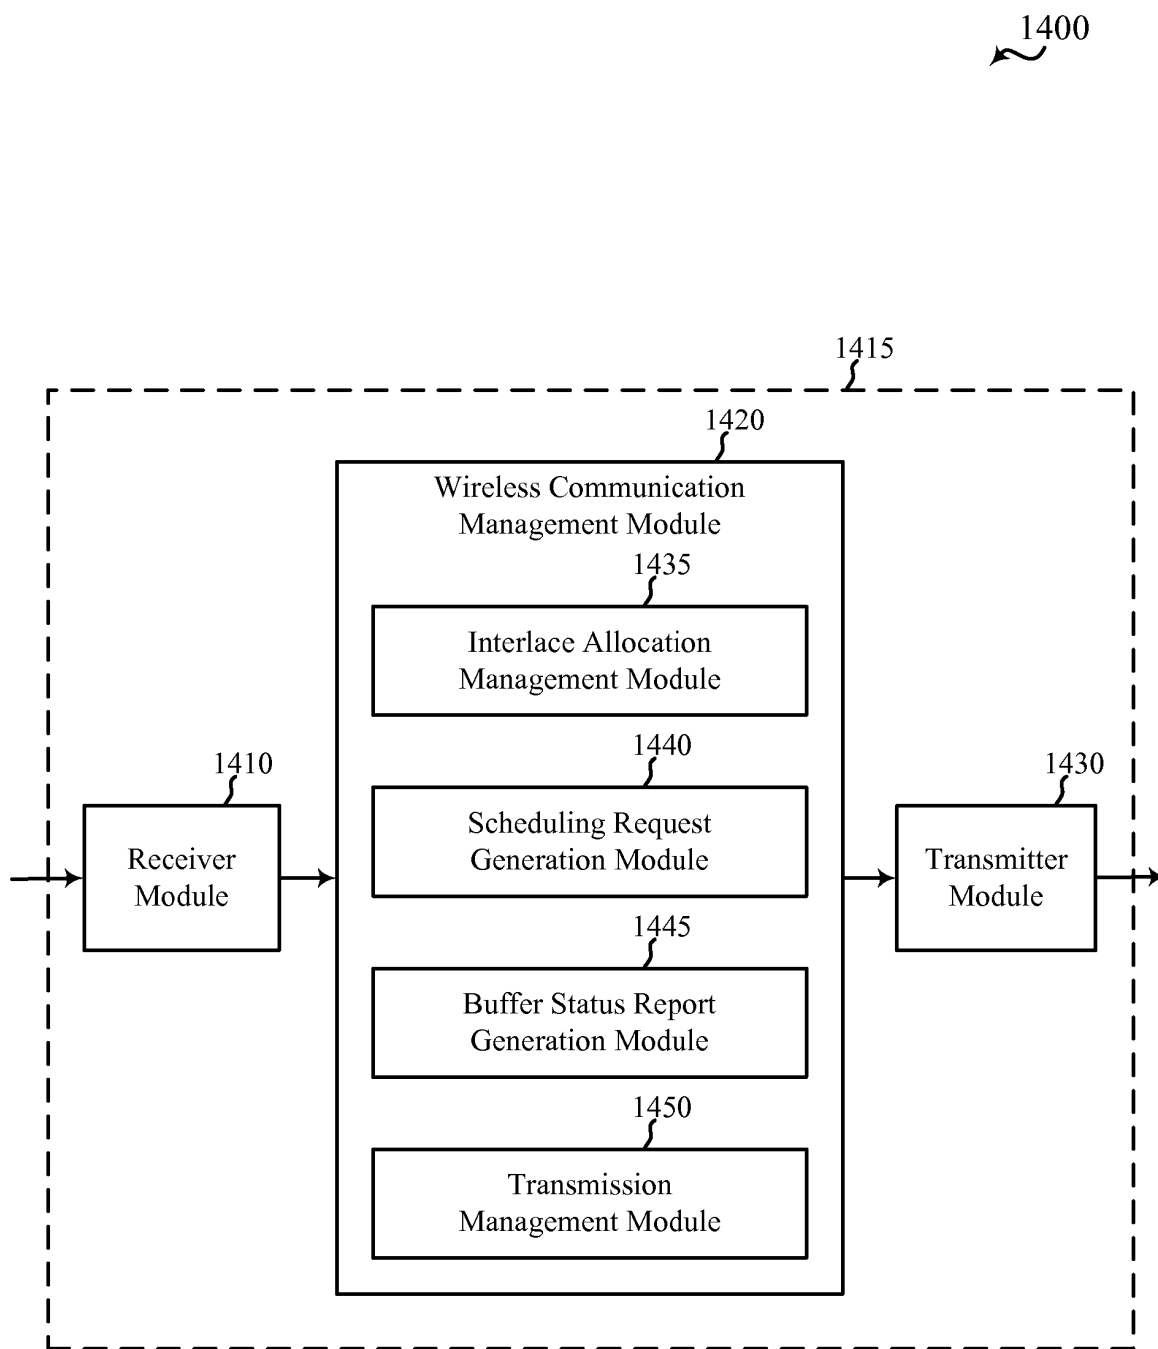 1400
1415
1420
Wireless Communication
Management Module
1435
Interlace Allocation
Management Module
1440
Scheduling Request
Generation Module
1410
Receiver
Module
1430
Transmitter
Module
1445
Buffer Status Report
Generation Module
1450
Transmission
Management Module